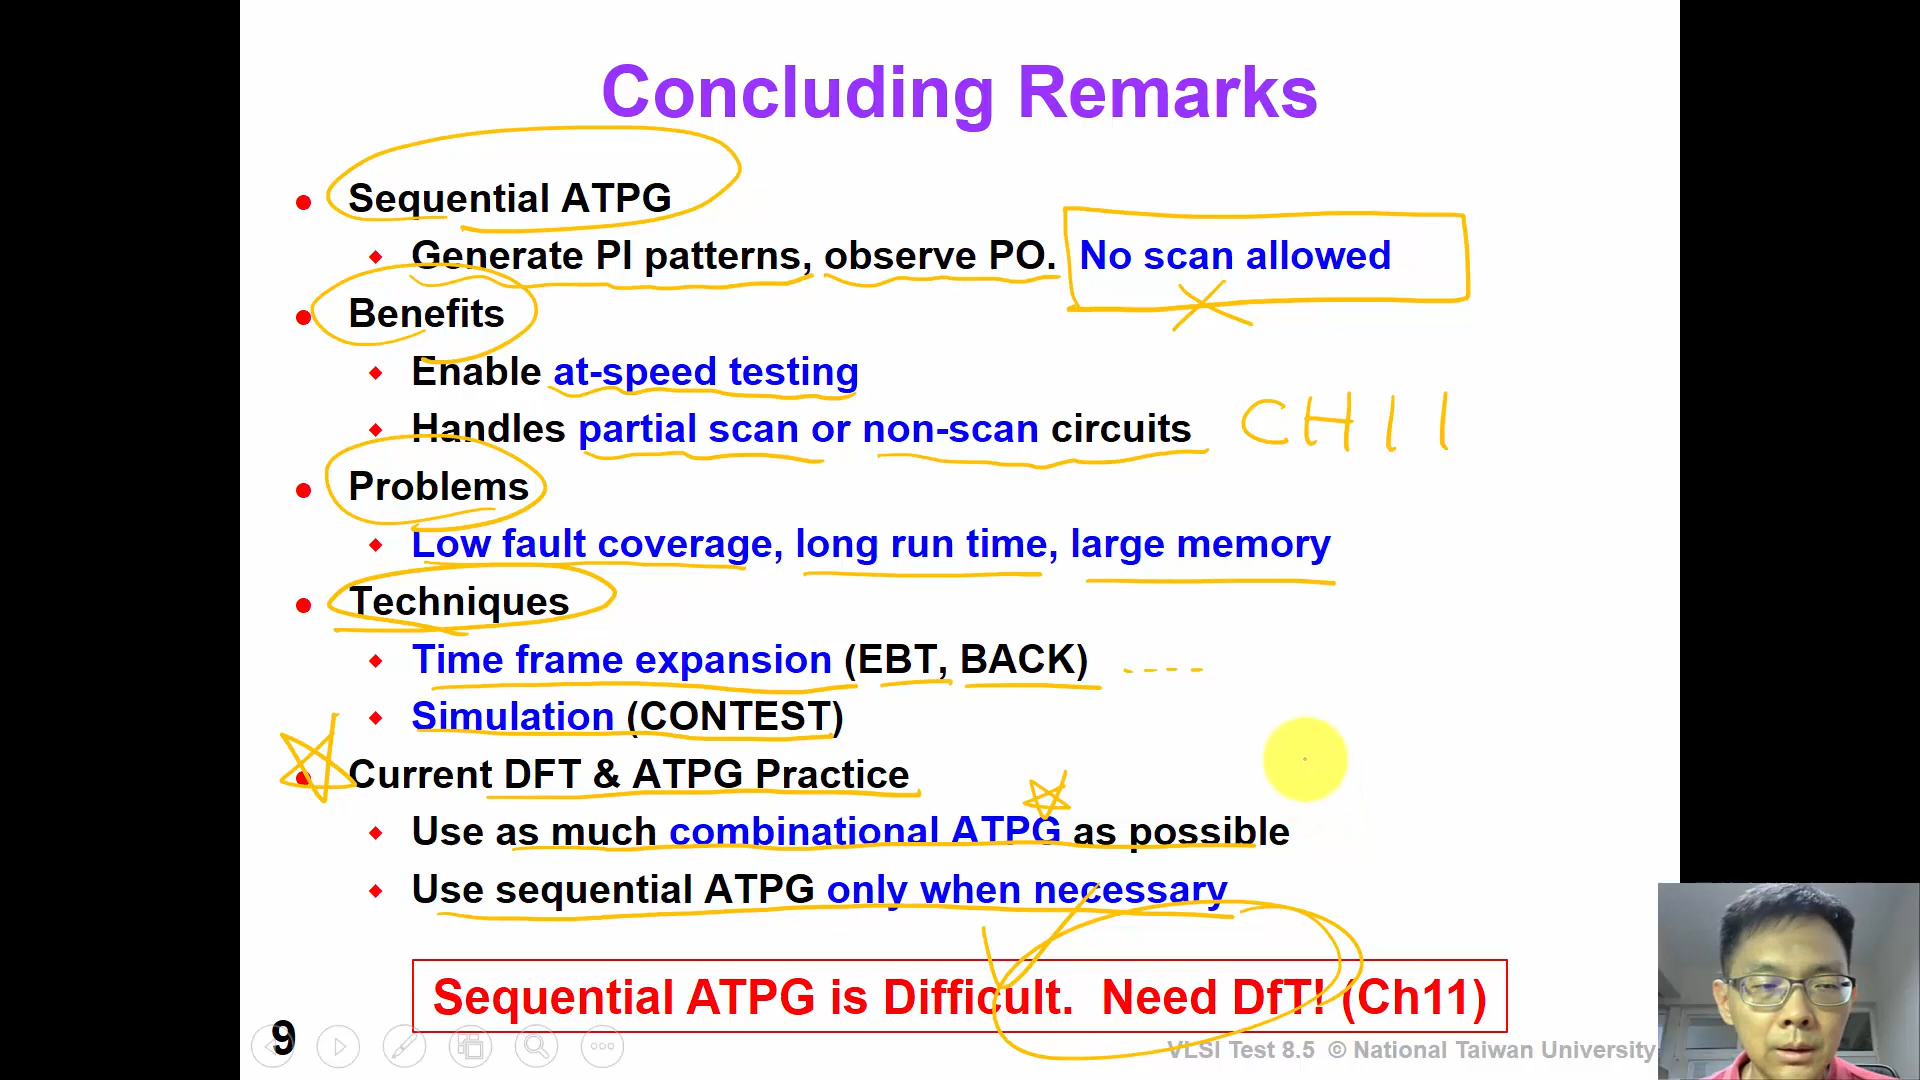 Concluding Remarks
Sequential ATPG
Generate PI patterns, observe PO. No scan allowed
Benefits
Enable at-speed testing
Handles partial scan or non-scan circuits CH11
Problems
Low fault coverage, long run time, large memory
Techniques
Time frame expansion (EBT, BACK)
Simulation (CONTEST)
Current DFT & ATPG Practice
Use as much combinational ATPG as possible
Use sequential ATPG only when necessary
Sequential ATPG is Difficult. Need DfT! (Ch11)
9
VLSI Test 8.5 © National Taiwan University